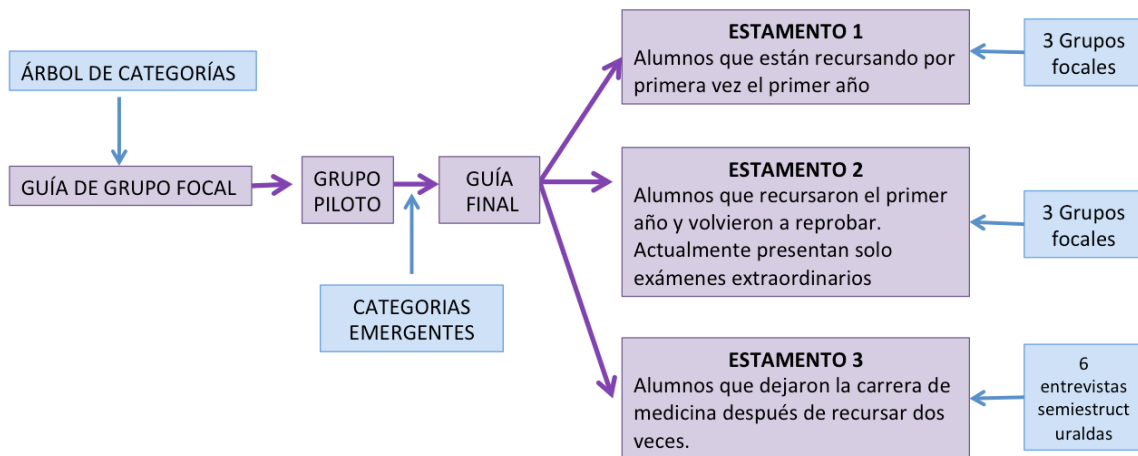 ÁRBOL DE CATEGORÍAS
GUÍA DE GRUPO FOCAL
GRUPO
PILOTO
GUÍA
FINAL
CATEGORIAS
EMERGENTES
ESTAMENTO 1
Alumnos que están recursando por
primera vez el primer año
3 Grupos
focales
ESTAMENTO 2
Alumnos que recursaron el primer
año y volvieron a reprobar.
Actualmente presentan solo
exámenes extraordinarios
3 Grupos
focales
ESTAMENTO 3
Alumnos que dejaron la carrera de
medicina después de recursar dos
veces.
6
entrevistas
semiestruct
uraldas